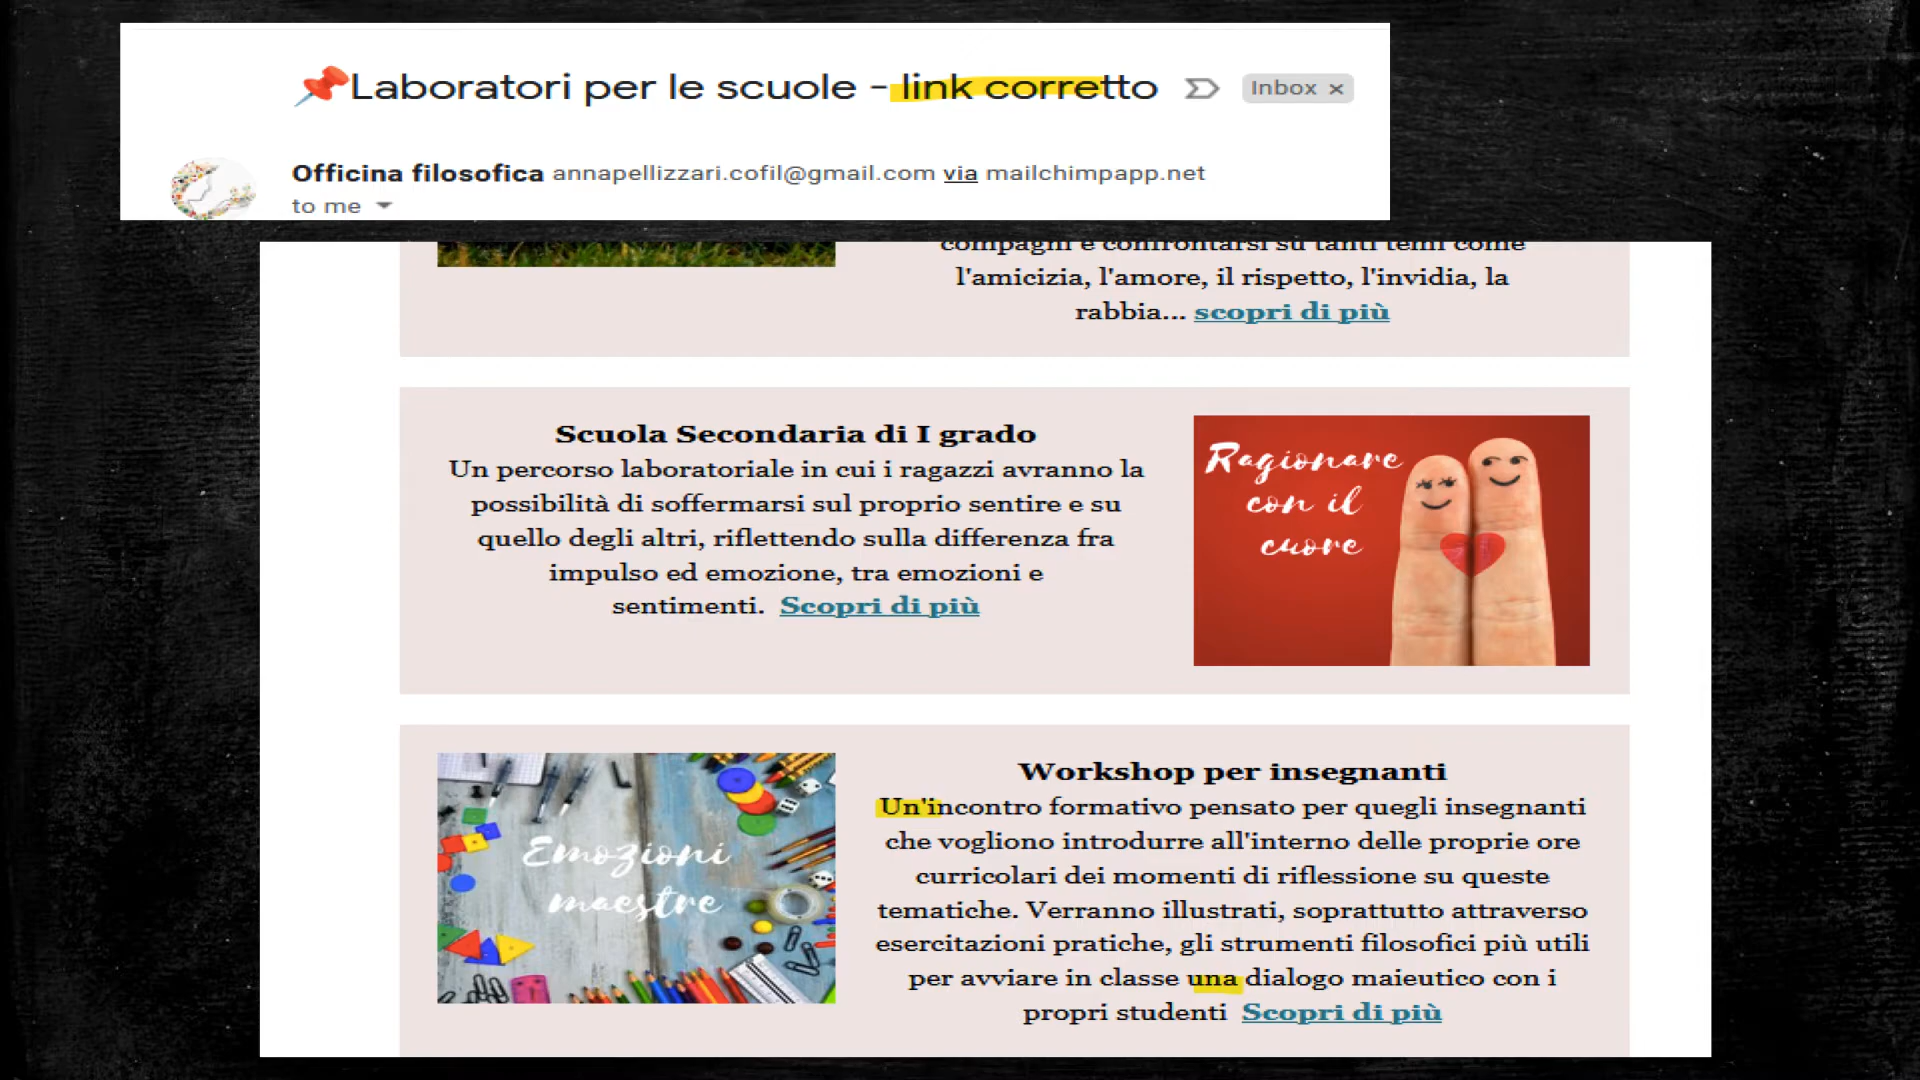 📌Laboratori per le scuole - link corretto
Inbox ×
Officina filosofica annapellizzari.cofil@gmail.com via mailchimpapp.net
to me
compagni e confrontarsi su tanti temi come
l'amicizia, l'amore, il rispetto, l'invidia, la
rabbia... scopri di più
Scuola Secondaria di I grado
Un percorso laboratoriale in cui i ragazzi avranno la
possibilità di soffermarsi sul proprio sentire e su
quello degli altri, riflettendo sulla differenza fra
impulso ed emozione, tra emozioni e
sentimenti. Scopri di più
Ragionare
con il
cuore
Emozioni
maestre
Workshop per insegnanti
Un'incontro formativo pensato per quegli insegnanti
che vogliono introdurre all'interno delle proprie ore
curricolari dei momenti di riflessione su queste
tematiche. Verranno illustrati, soprattutto attraverso
esercitazioni pratiche, gli strumenti filosofici più utili
per avviare in classe una dialogo maieutico con i
propri studenti Scopri di più